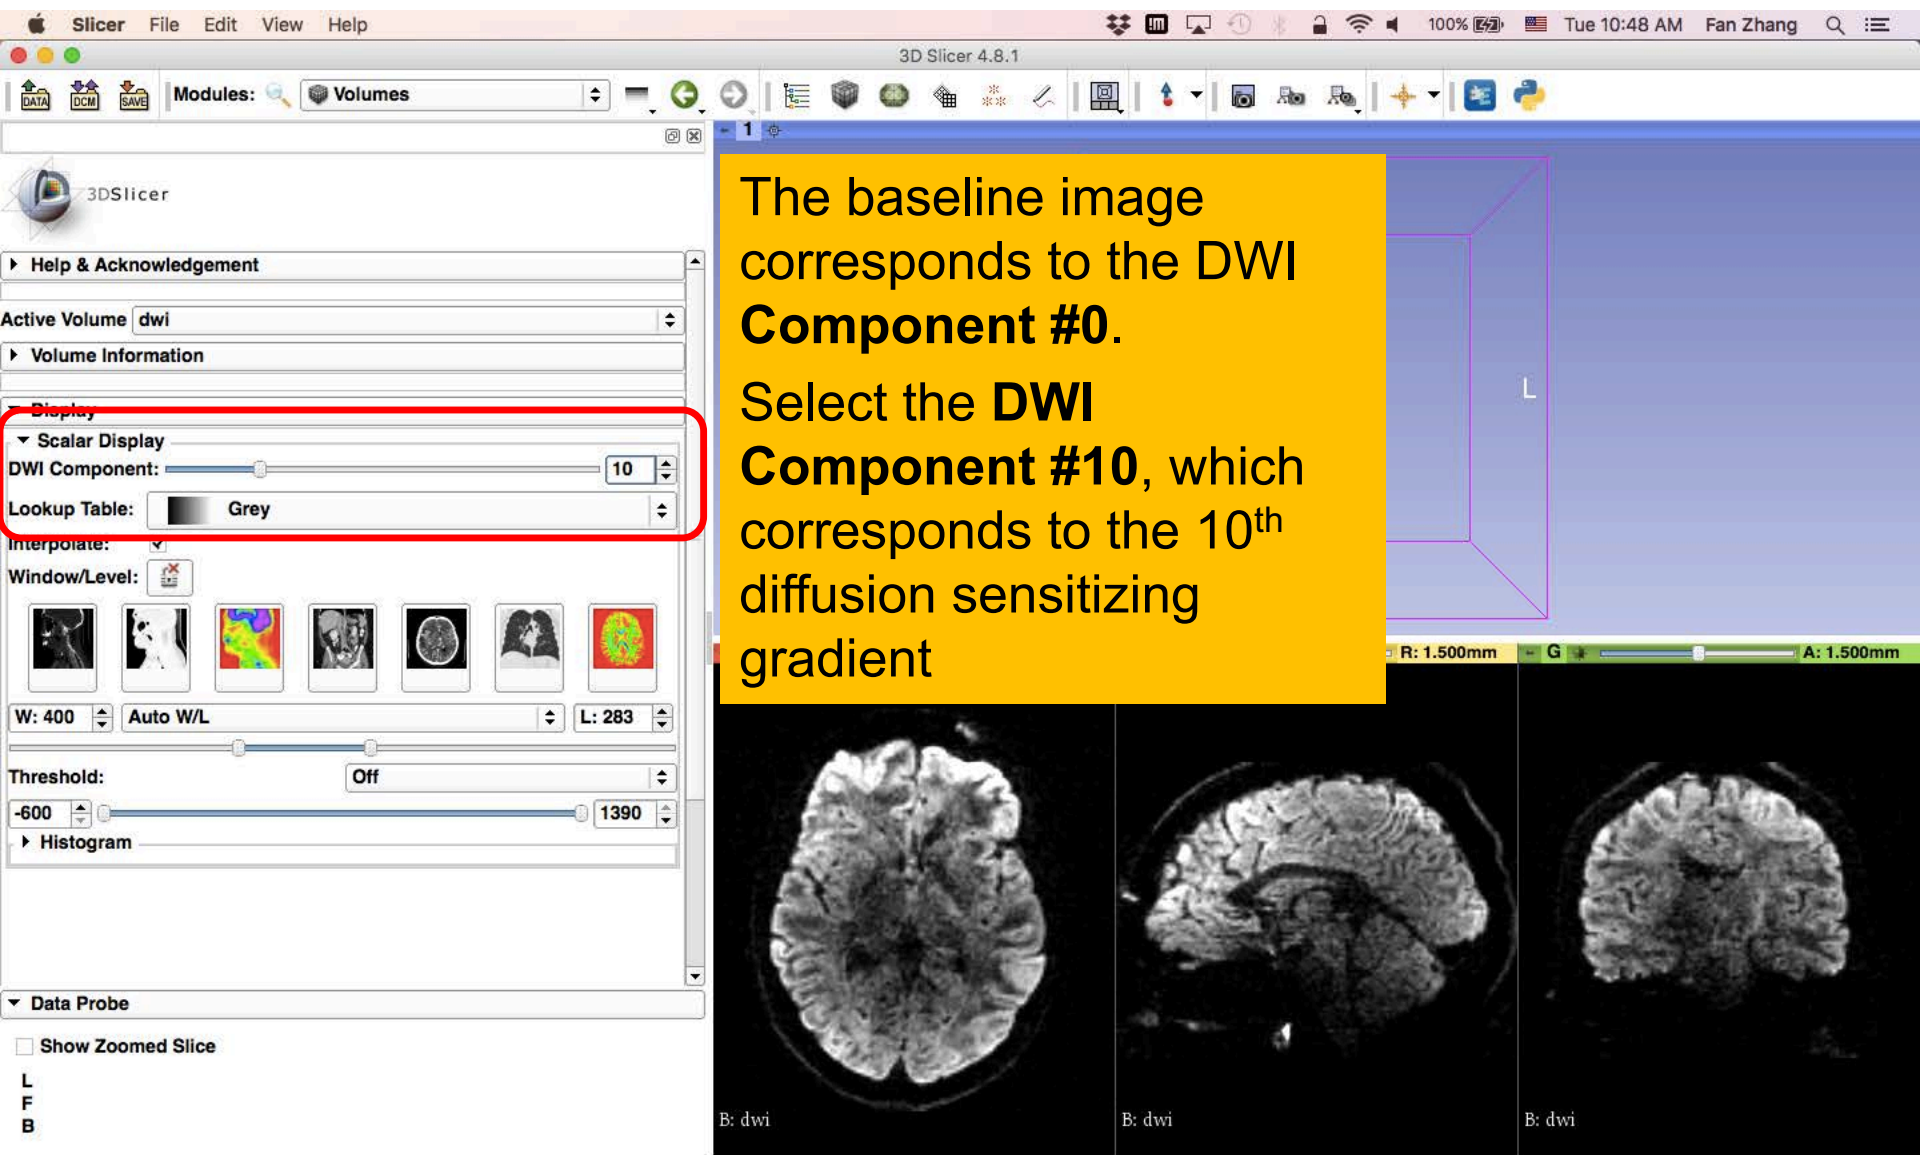 Slicer File Edit View Help 100% Tue 10:48 AM Fan Zhang
3D Slicer 4.8.1
DATA DCM SAVE Modules: Volumes
1
3DSlicer
Help & Acknowledgement
Active Volume dwi
Volume Information
Display
Scalar Display
DWI Component: 10
Lookup Table: Grey
Interpolate:
Window/Level:
W: 400 Auto W/L L: 283
Threshold: Off
-600 1390
Histogram
Data Probe
Show Zoomed Slice
L
F
B
The baseline image
corresponds to the DWI
Component #0.
Select the DWI
Component #10, which
corresponds to the 10th
diffusion sensitizing
gradient
L
R: 1.500mm G A: 1.500mm
B: dwi B: dwi B: dwi